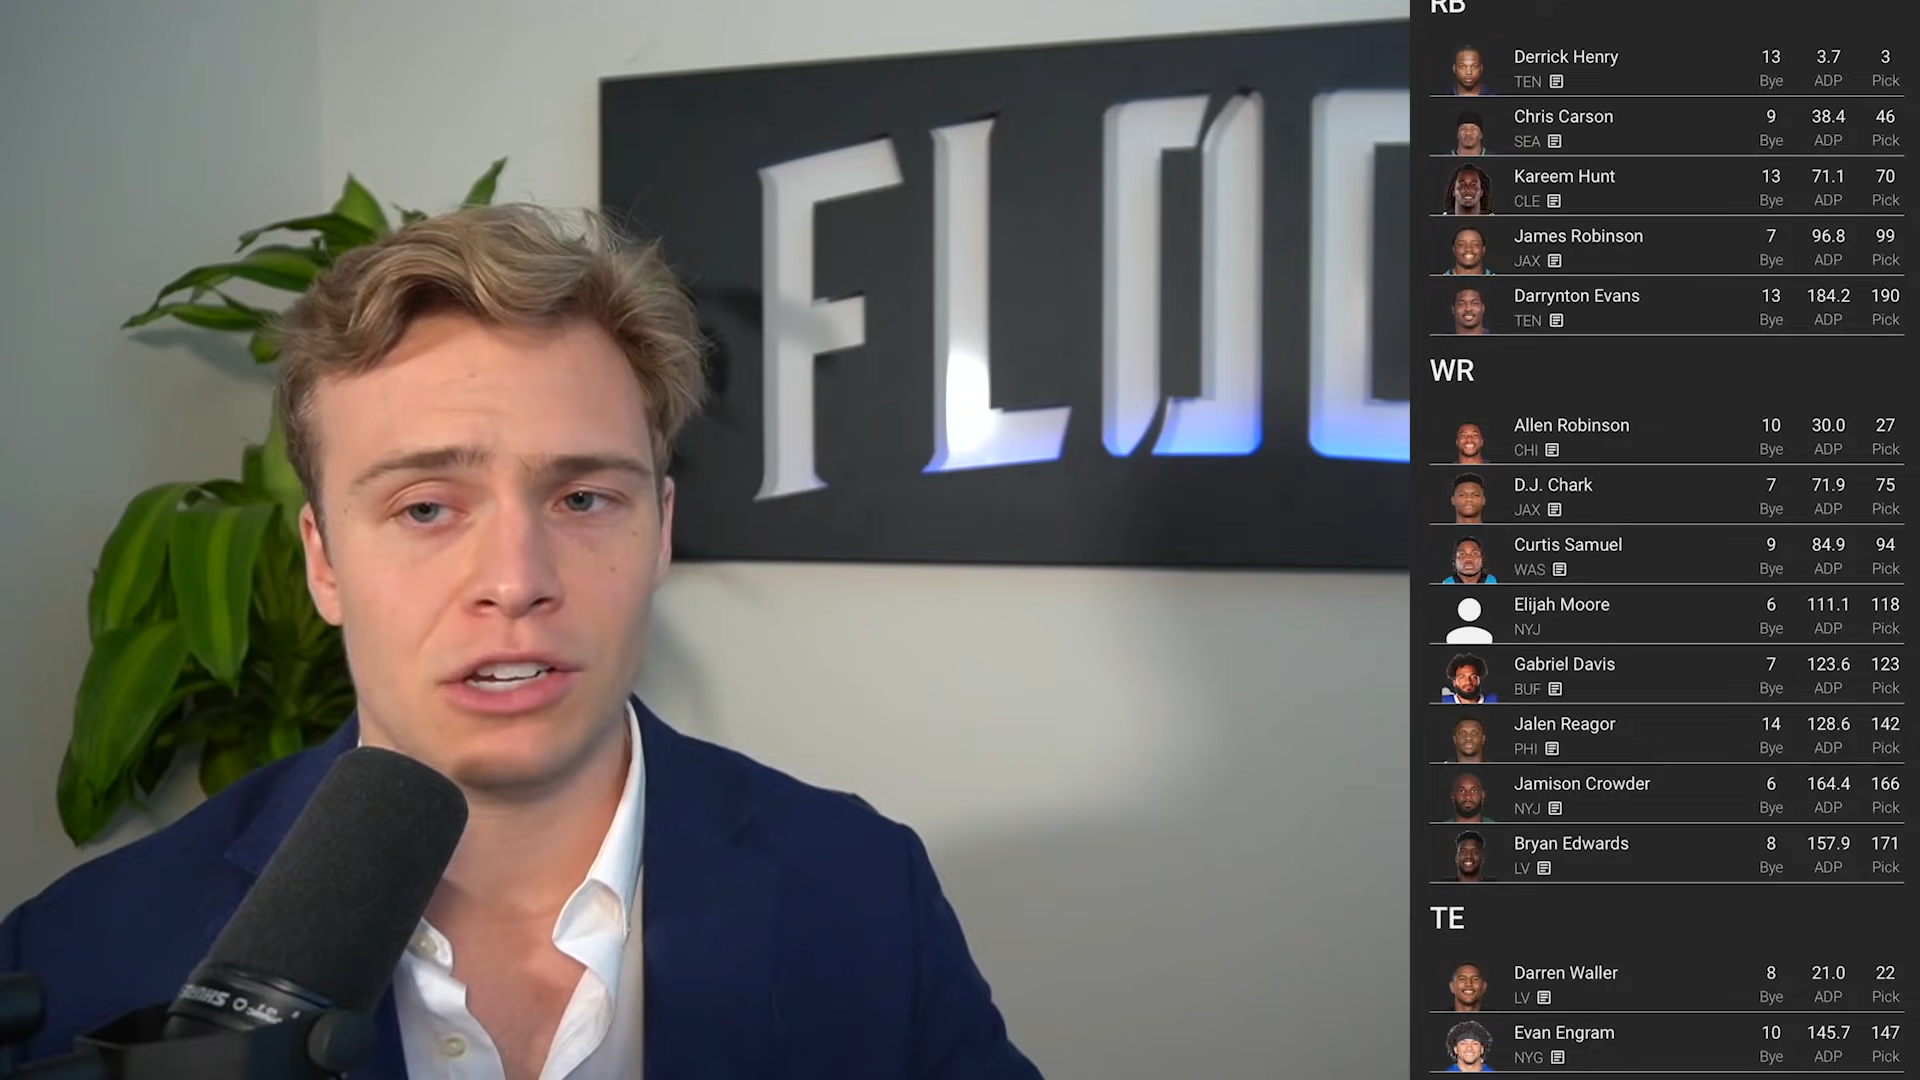 FLOC
RB
Derrick Henry 13 3.7 3
TEN Bye ADP Pick
Chris Carson 9 38.4 46
SEA Bye ADP Pick
Kareem Hunt 13 71.1 70
CLE Bye ADP Pick
James Robinson 7 96.8 99
JAX Bye ADP Pick
Darrynton Evans 13 184.2 190
TEN Bye ADP Pick
WR
Allen Robinson 10 30.0 27
CHI Bye ADP Pick
D.J. Chark 7 71.9 75
JAX Bye ADP Pick
Curtis Samuel 9 84.9 94
WAS Bye ADP Pick
Elijah Moore 6 111.1 118
NYJ Bye ADP Pick
Gabriel Davis 7 123.6 123
BUF Bye ADP Pick
Jalen Reagor 14 128.6 142
PHI Bye ADP Pick
Jamison Crowder 6 164.4 166
NYJ Bye ADP Pick
Bryan Edwards 8 157.9 171
LV Bye ADP Pick
TE
Darren Waller 8 21.0 22
LV Bye ADP Pick
Evan Engram 10 145.7 147
NYG Bye ADP Pick